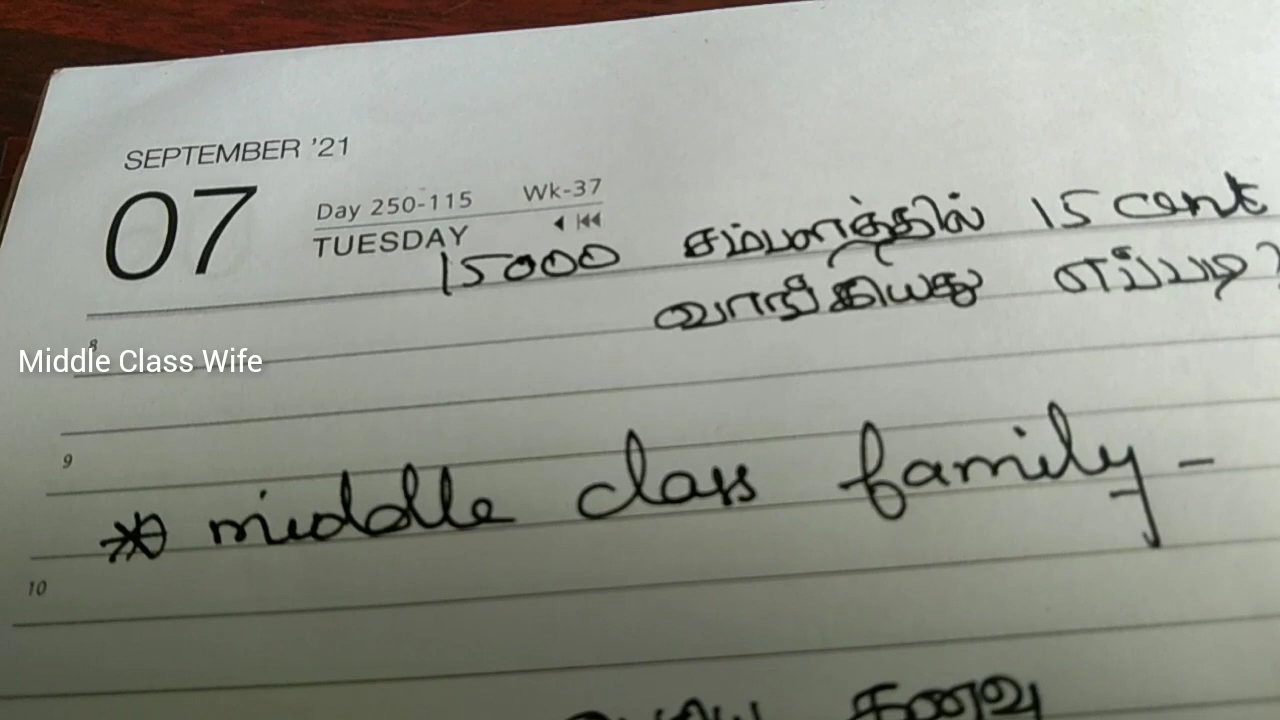 SEPTEMBER '21
07
Day 250-115 Wk-37
TUESDAY
15000 சம்பளத்தில் 15 cent
வாங்கியது எப்படி?
8
Middle Class Wife
9
* middle class family -
10
கனவு